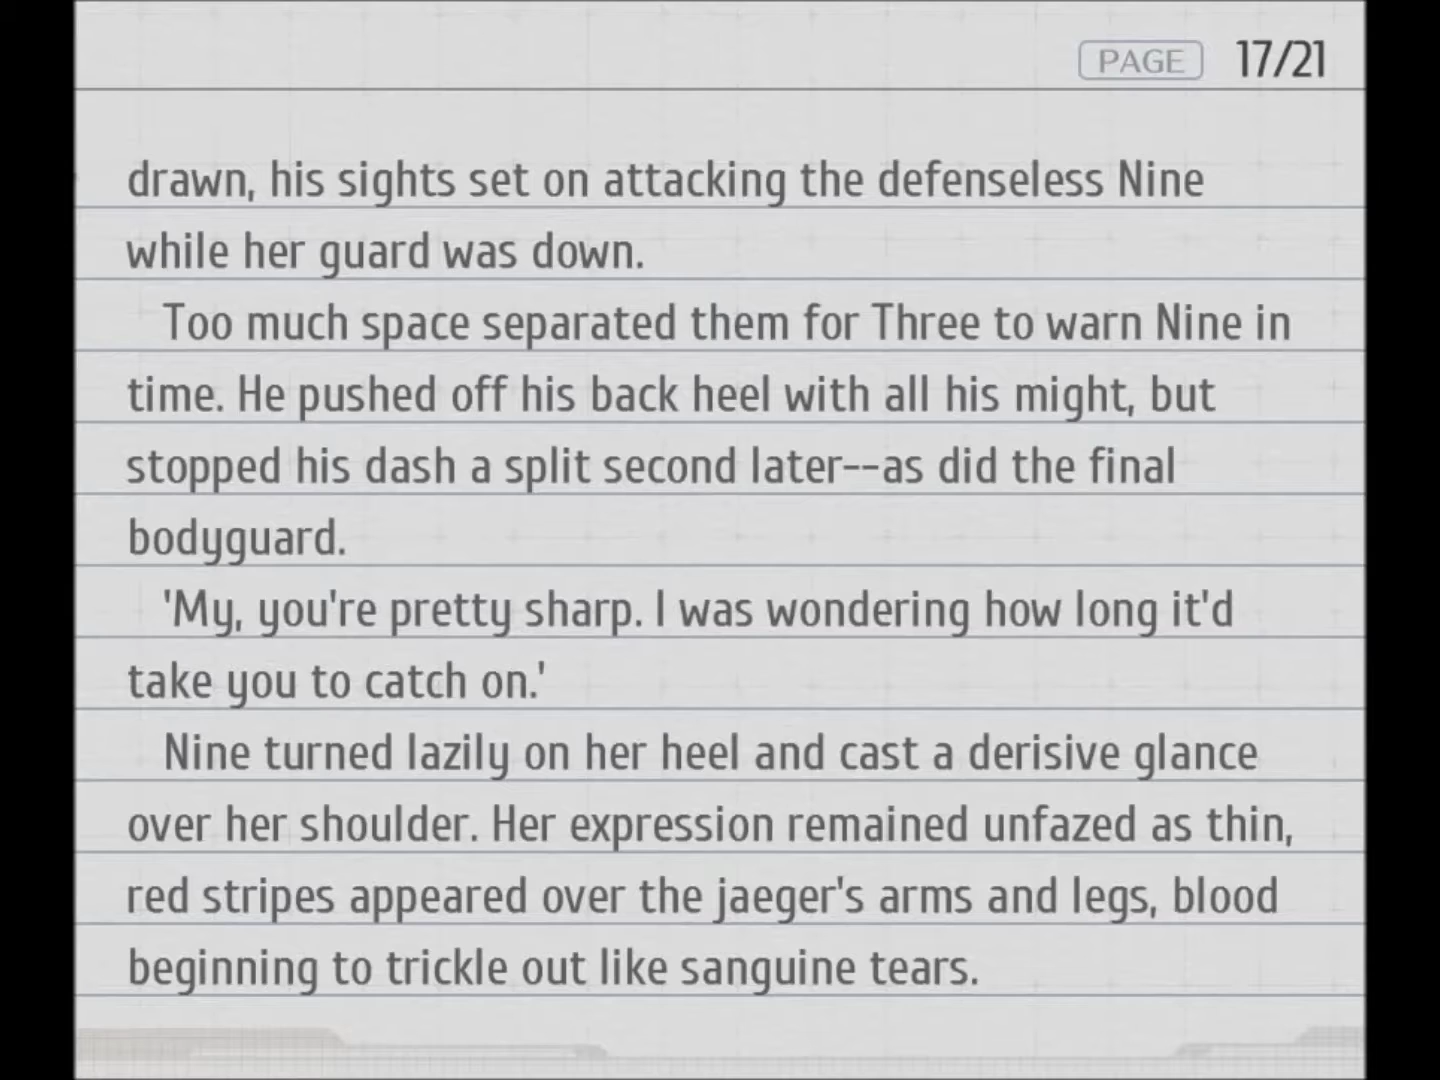 PAGE 17/21
drawn, his sights set on attacking the defenseless Nine
while her guard was down.
Too much space separated them for Three to warn Nine in
time. He pushed off his back heel with all his might, but
stopped his dash a split second later--as did the final
bodyguard.
'My, you're pretty sharp. I was wondering how long it'd
take you to catch on.'
Nine turned lazily on her heel and cast a derisive glance
over her shoulder. Her expression remained unfazed as thin,
red stripes appeared over the jaeger's arms and legs, blood
beginning to trickle out like sanguine tears.